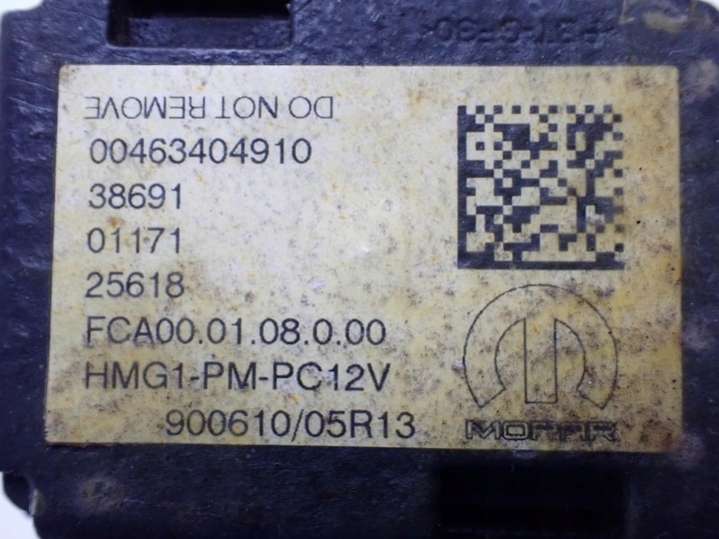 DO NOT REMOVE
00463404910
38691
01171
25618
FCA00.01.08.0.00
HMG1-PM-PC12V
900610/05R13
MOPAR